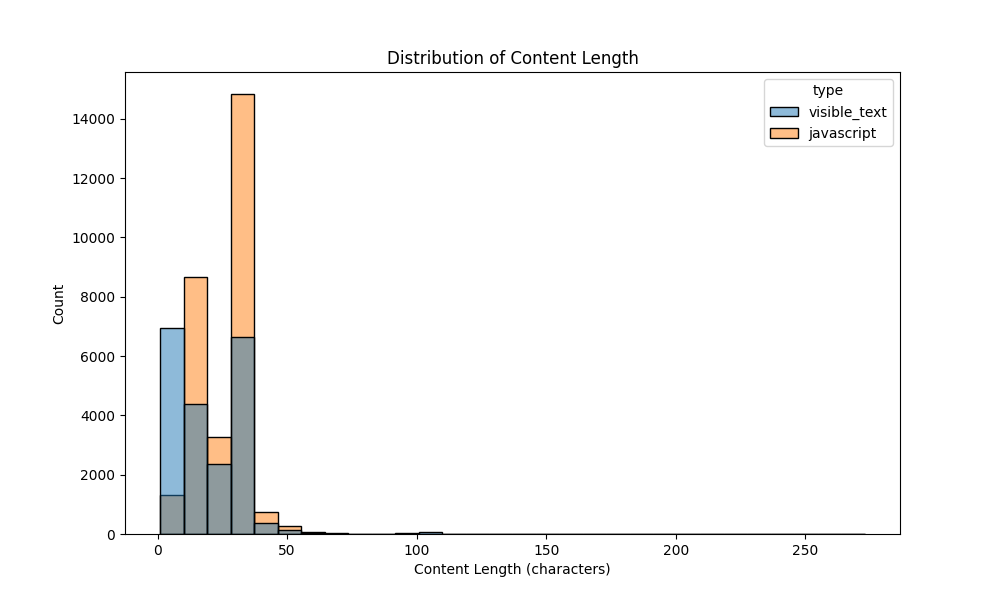 Distribution of Content Length
type
visible_text
javascript
Count
14000
12000
10000
8000
6000
4000
2000
0
0 50 100 150 200 250
Content Length (characters)